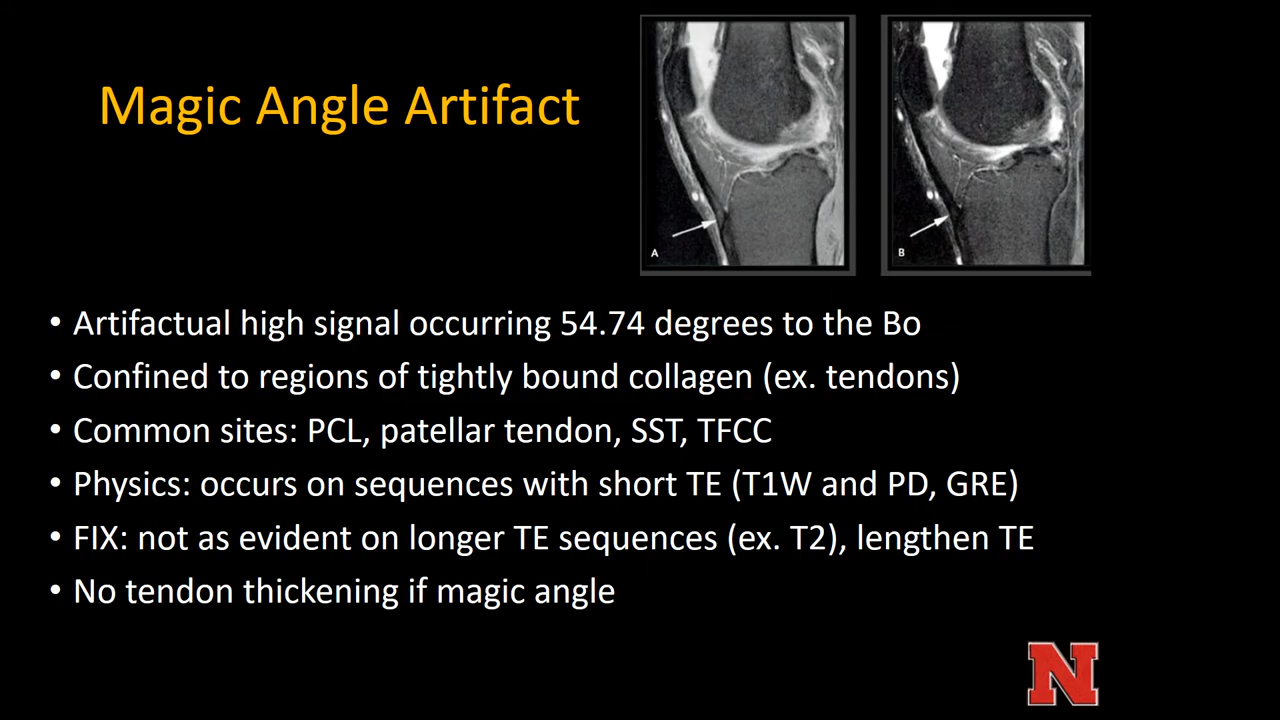 Magic Angle Artifact
A
B
• Artifactual high signal occurring 54.74 degrees to the Bo
• Confined to regions of tightly bound collagen (ex. tendons)
• Common sites: PCL, patellar tendon, SST, TFCC
• Physics: occurs on sequences with short TE (T1W and PD, GRE)
• FIX: not as evident on longer TE sequences (ex. T2), lengthen TE
• No tendon thickening if magic angle
N